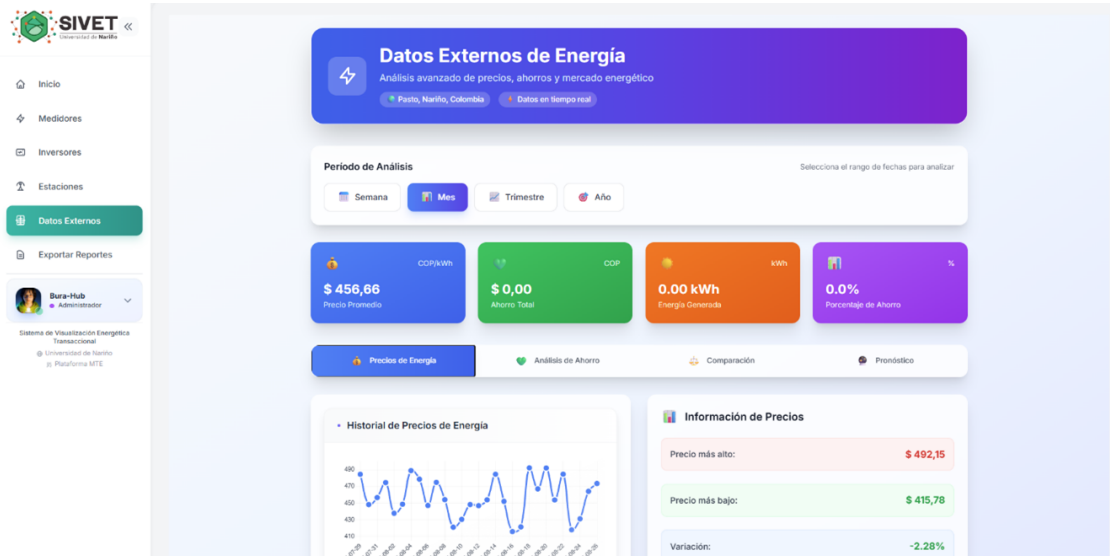 SIVET
Universidad de Nariño
Inicio
Medidores
Inversores
Estaciones
Datos Externos
Exportar Reportes
Bura-Hub
Administrador
Sistema de Visualización Energética
Transaccional
@ Universidad de Nariño
Plataforma MTE
Datos Externos de Energía
Análisis avanzado de precios, ahorros y mercado energético
Pasto, Nariño, Colombia
Datos en tiempo real
Período de Análisis
Selecciona el rango de fechas para analizar
Semana
Mes
Trimestre
Año
COP/kWh
$ 456,66
Precio Promedio
COP
$ 0,00
Ahorro Total
kWh
0.00 kWh
Energía Generada
%
0.0%
Porcentaje de Ahorro
Precios de Energía
Análisis de Ahorro
Comparación
Pronóstico
Historial de Precios de Energía
490
470
450
430
410
Información de Precios
Precio más alto:
$ 492,15
Precio más bajo:
$ 415,78
Variación:
-2.28%